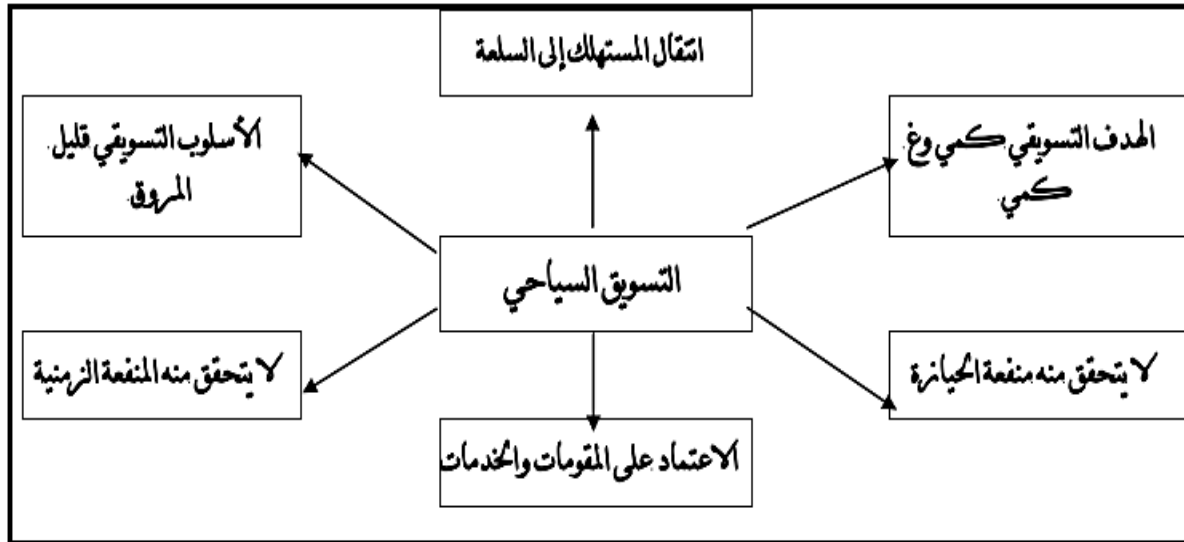 انتقال المستهلك إلى السلعة
الهدف التسويقي كمي وغ
كمي
الأسلوب التسويقي قليل
المروق
التسويق السياحي
لا يتحقق منه منفعة الحيازة
لا يتحقق منه المنفعة الزمنية
الاعتماد على المقومات والخدمات